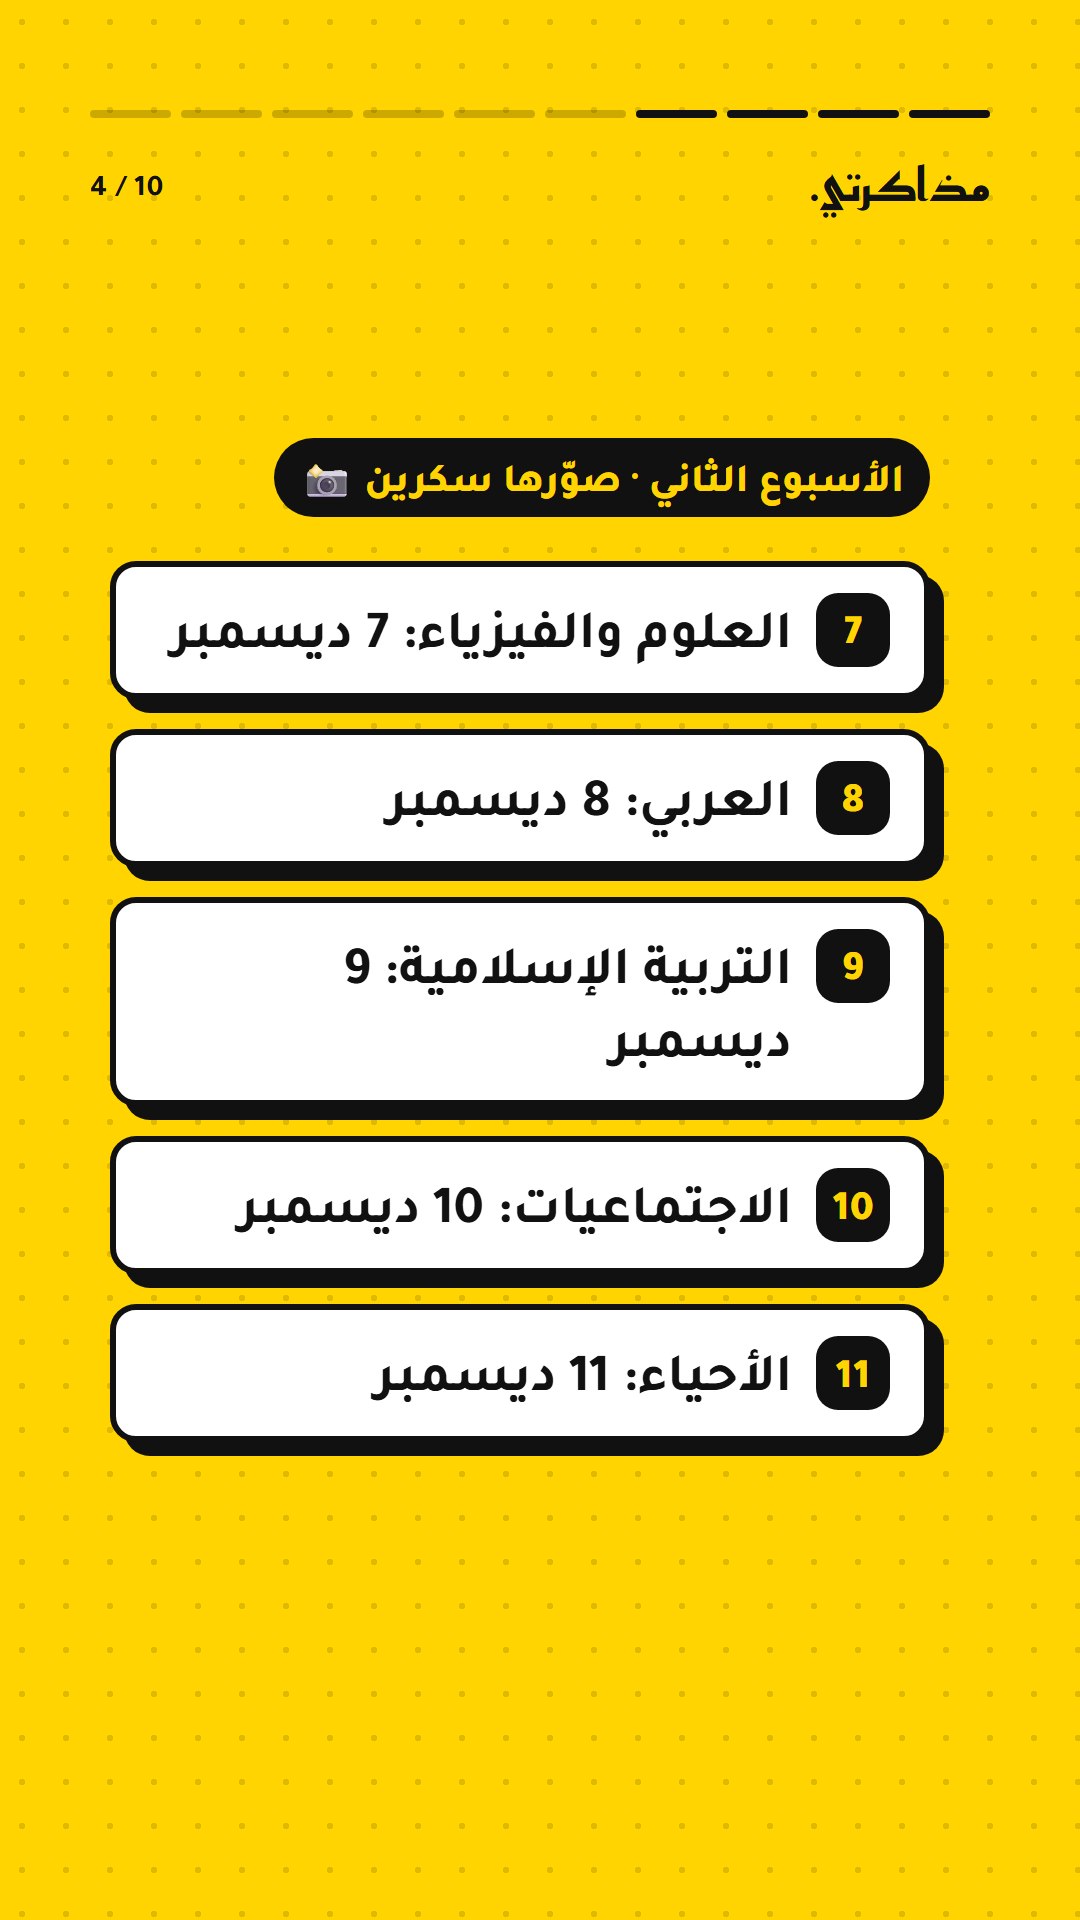 مذاكرتي.
4 / 10
الأسبوع الثاني · صوّرها سكرين 📸
7 العلوم والفيزياء: 7 ديسمبر
8 العربي: 8 ديسمبر
9 التربية الإسلامية: 9
ديسمبر
10 الاجتماعيات: 10 ديسمبر
11 الأحياء: 11 ديسمبر